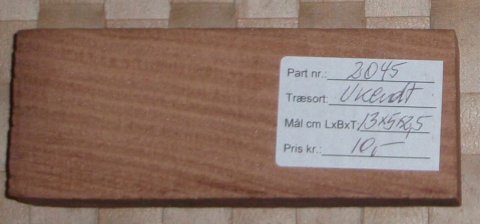 Part nr.: 2045
Træsort: Ukendt
Mål cm LxBxT 13x5x2,5
Pris kr.: 10,-